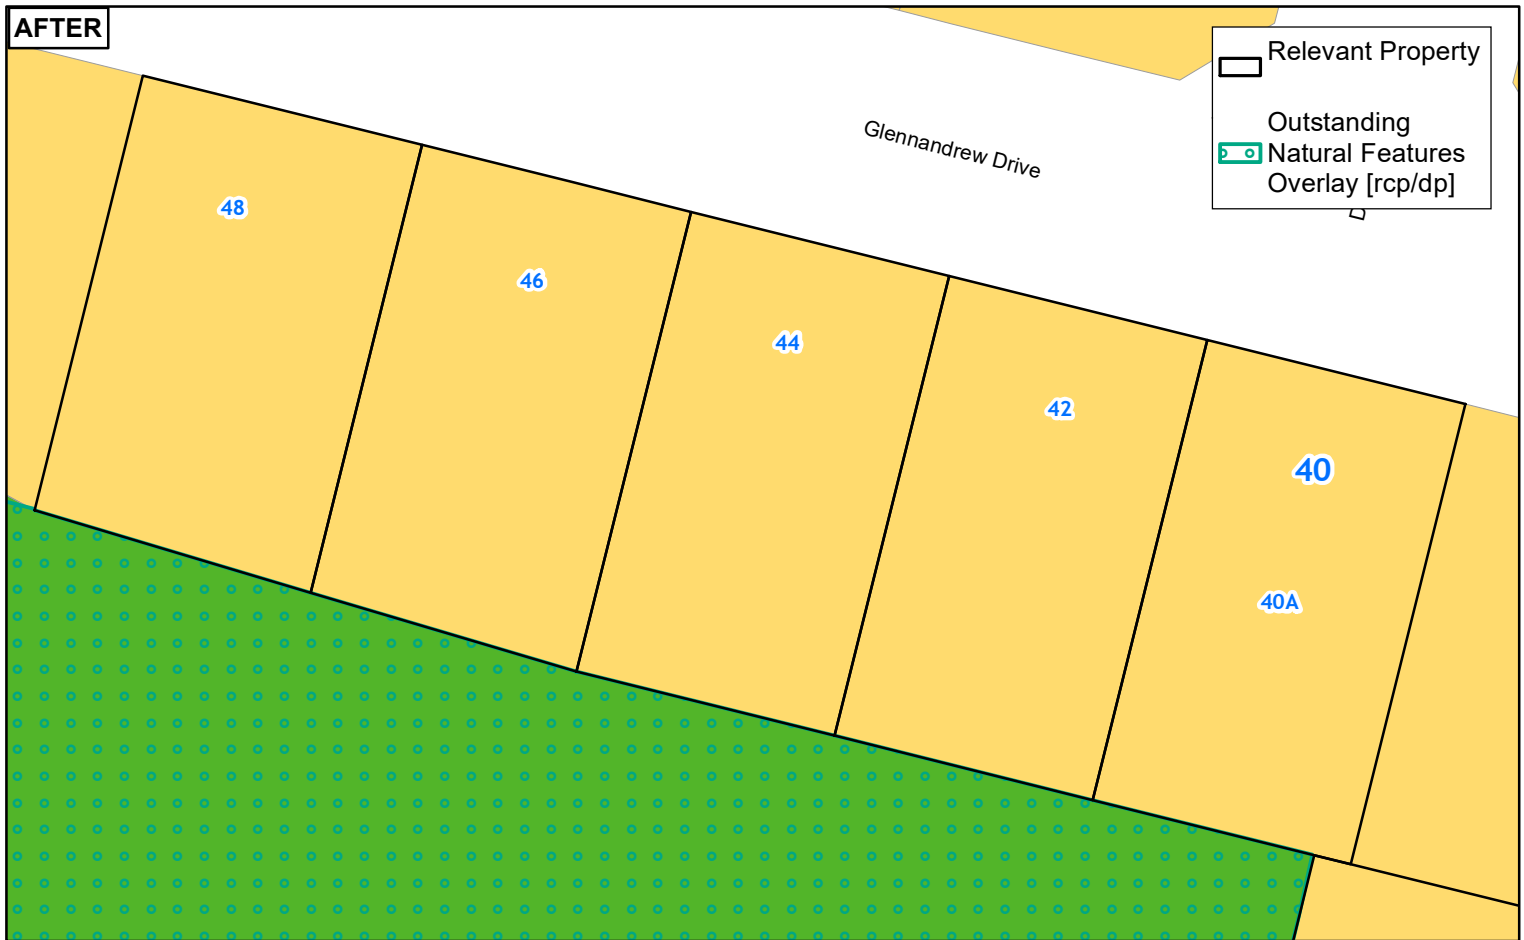 AFTER
Relevant Property
Outstanding
Natural Features
Overlay [rcp/dp]
Glennandrew Drive
D
48
46
44
42
40
40A